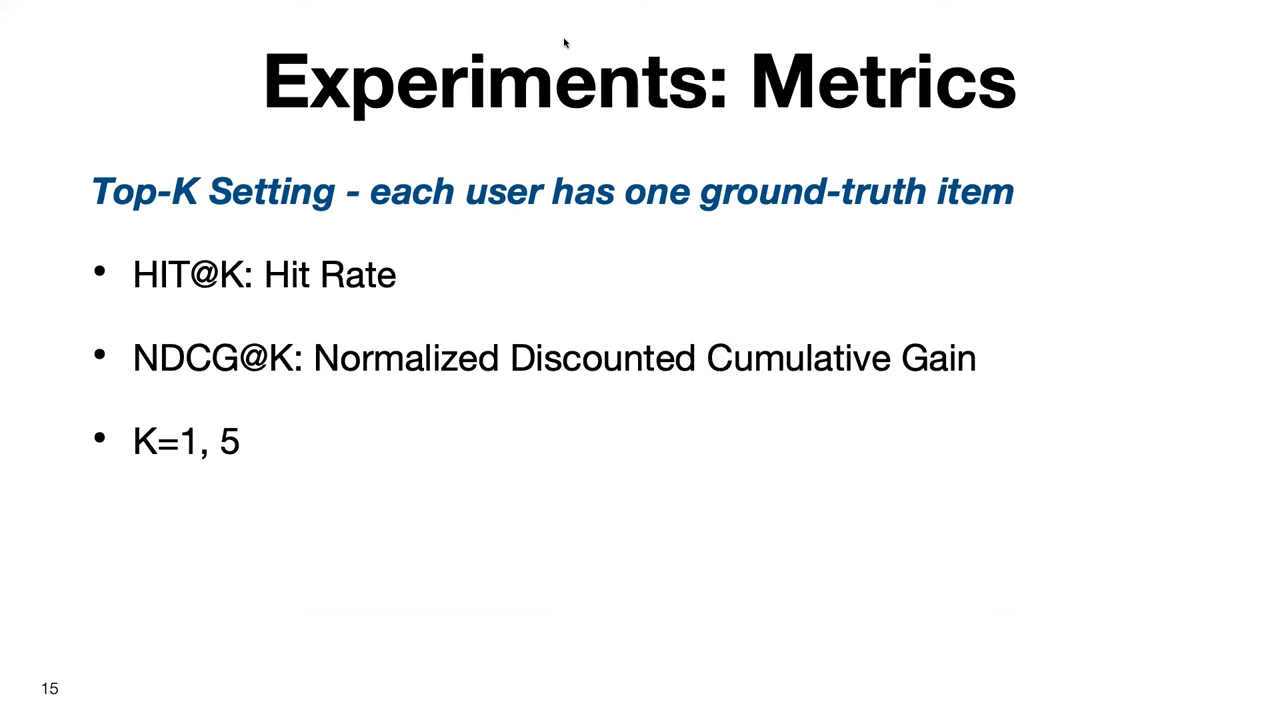 Experiments: Metrics
Top-K Setting - each user has one ground-truth item
• HIT@K: Hit Rate
• NDCG@K: Normalized Discounted Cumulative Gain
• K=1, 5
15